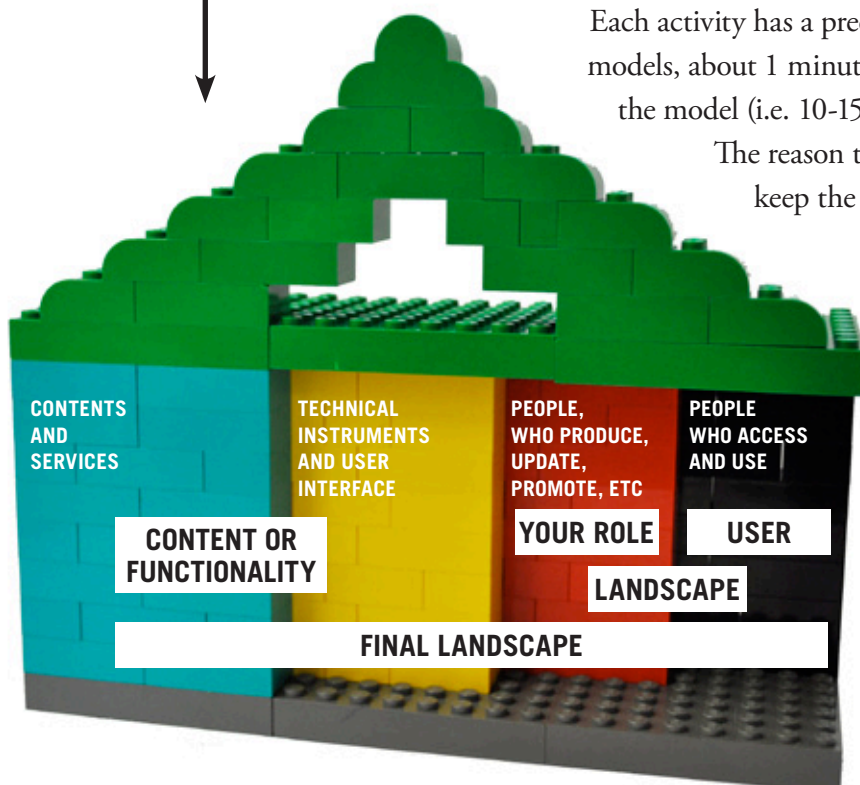 Each activity has a
models, about 1 minut
the model (i.e. 10-15
The reason
keep the
CONTENTS
AND
SERVICES
TECHNICAL
INSTRUMENTS
AND USER
INTERFACE
PEOPLE,
WHO PRODUCE,
UPDATE,
PROMOTE, ETC
PEOPLE
WHO ACCESS
AND USE
CONTENT OR
FUNCTIONALITY
YOUR ROLE
USER
LANDSCAPE
FINAL LANDSCAPE